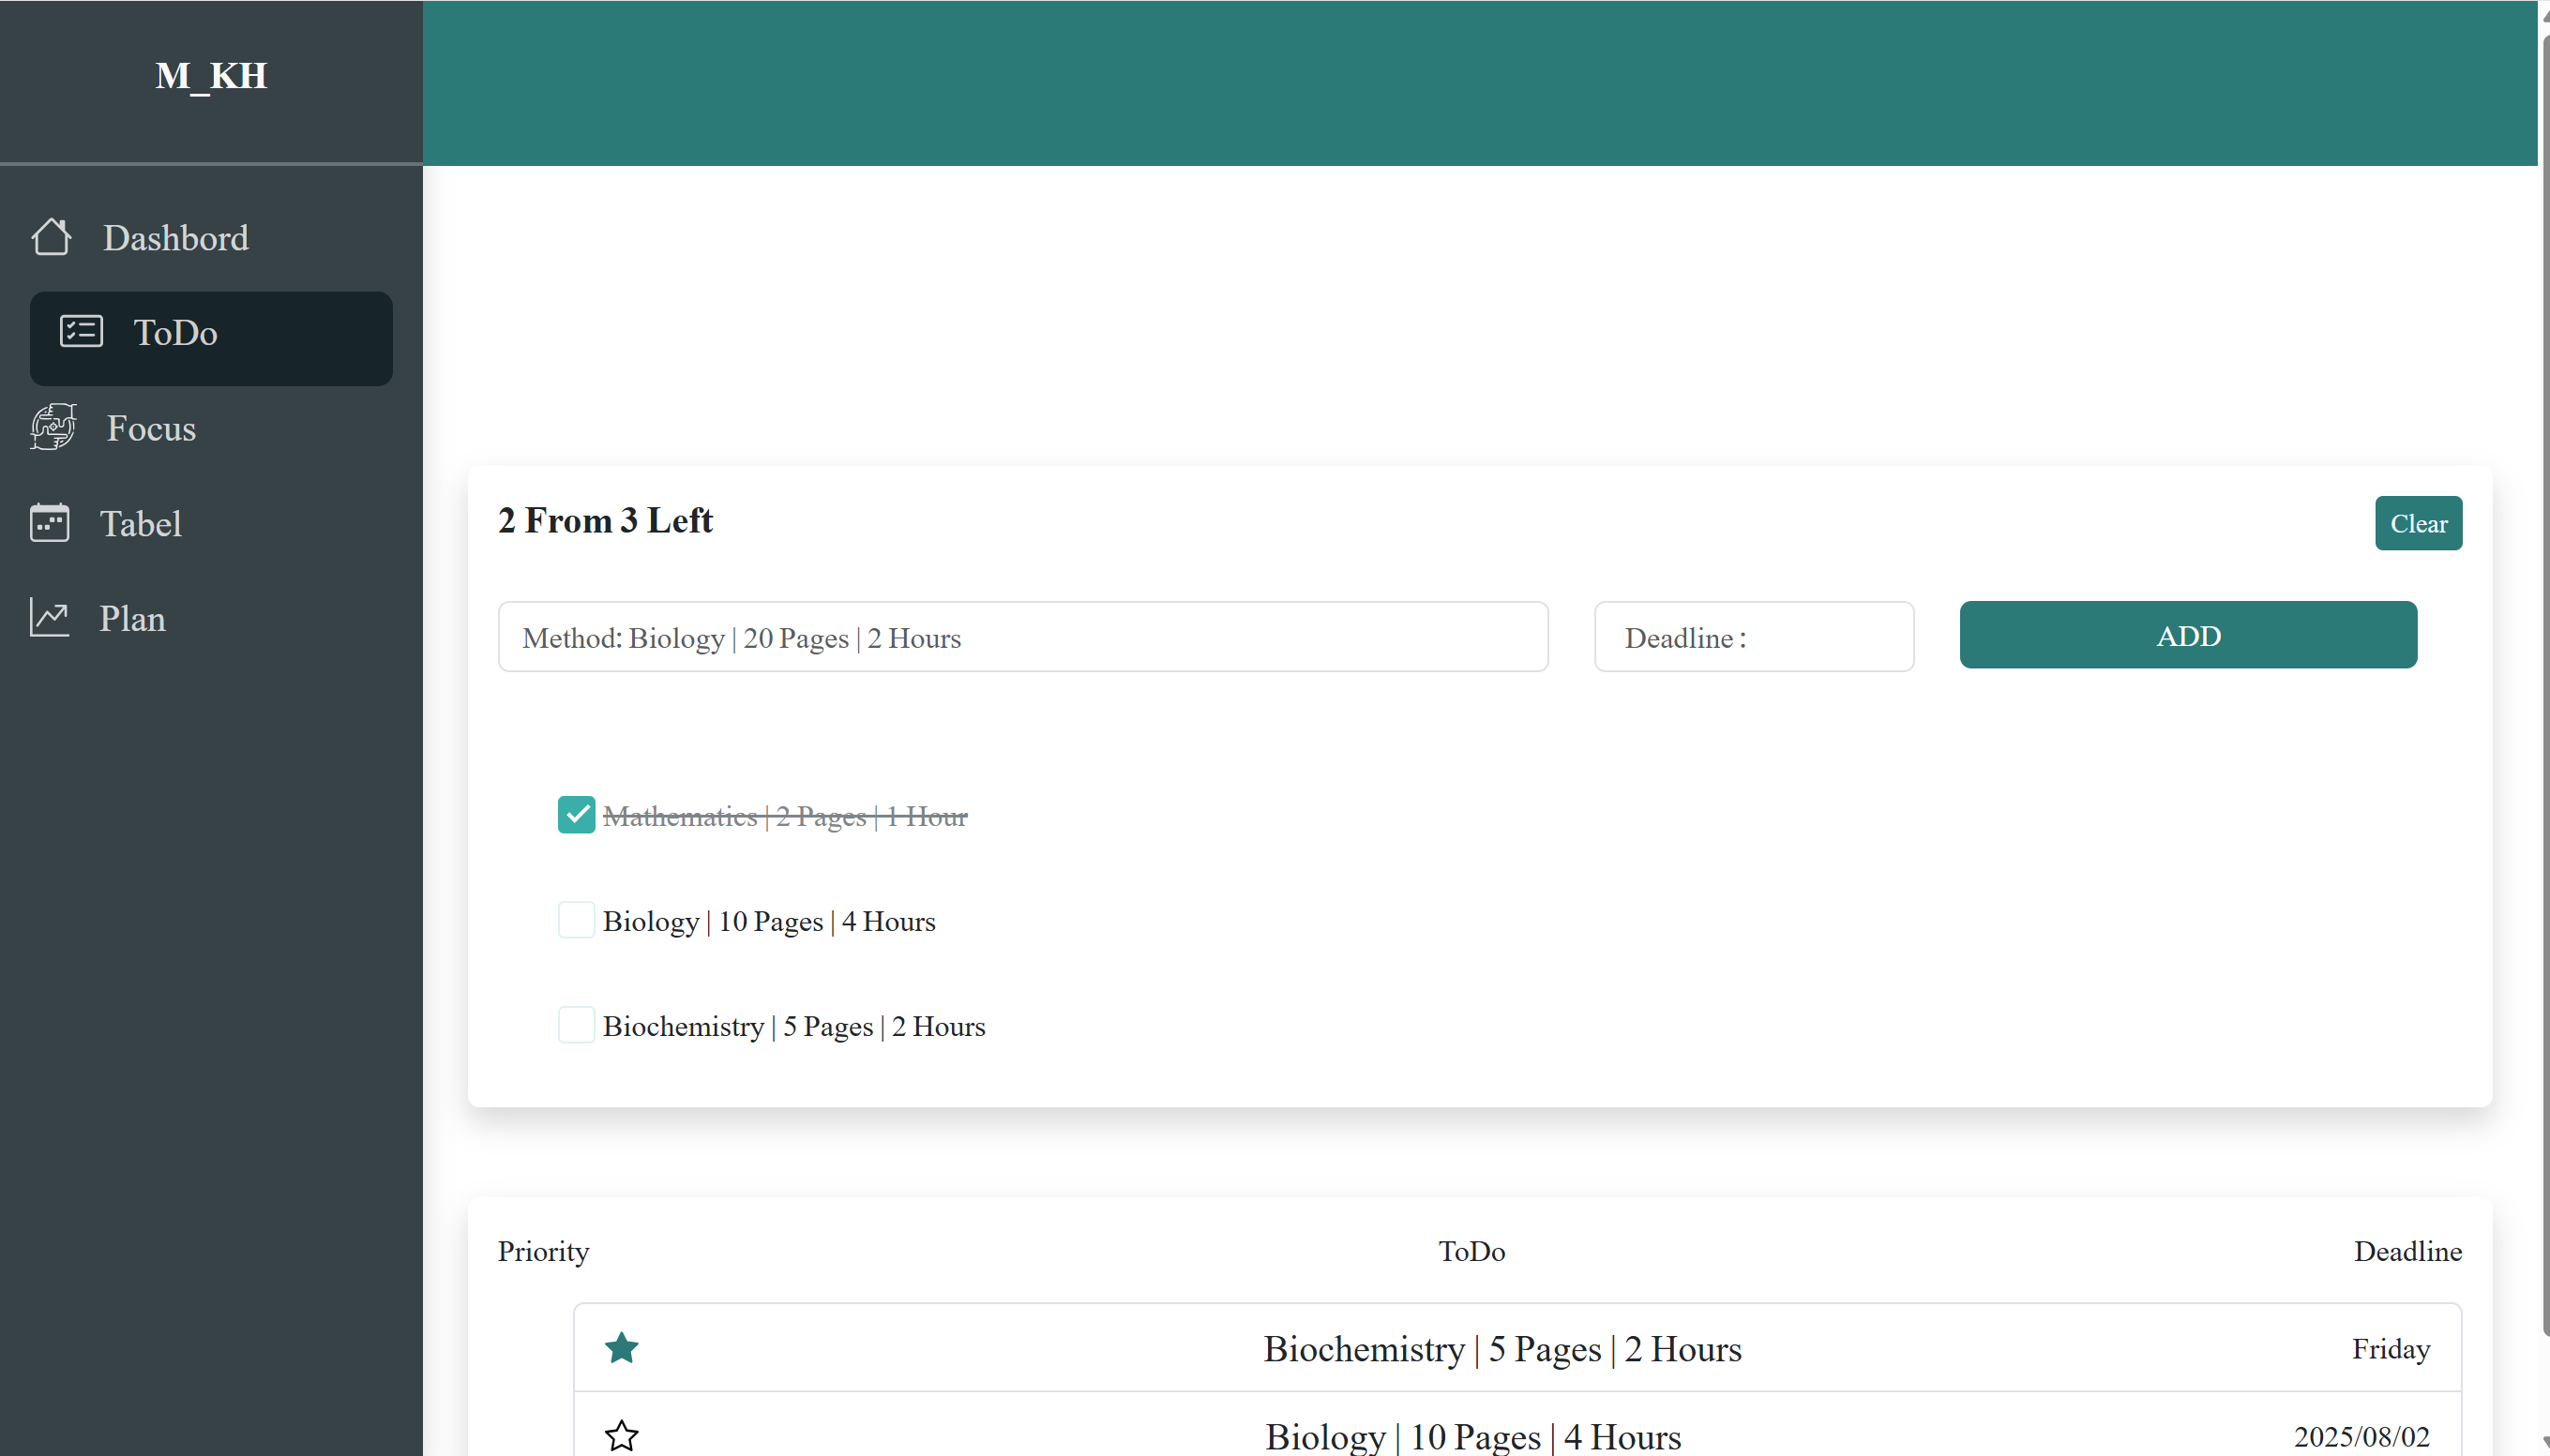 M_KH
Dashbord
ToDo
Focus
Tabel
Plan
2 From 3 Left
Clear
Method: Biology | 20 Pages | 2 Hours
Deadline :
ADD
Mathematics | 2 Pages | 1 Hour
Biology | 10 Pages | 4 Hours
Biochemistry | 5 Pages | 2 Hours
Priority ToDo Deadline
Biochemistry | 5 Pages | 2 Hours Friday
Biology | 10 Pages | 4 Hours 2025/08/02